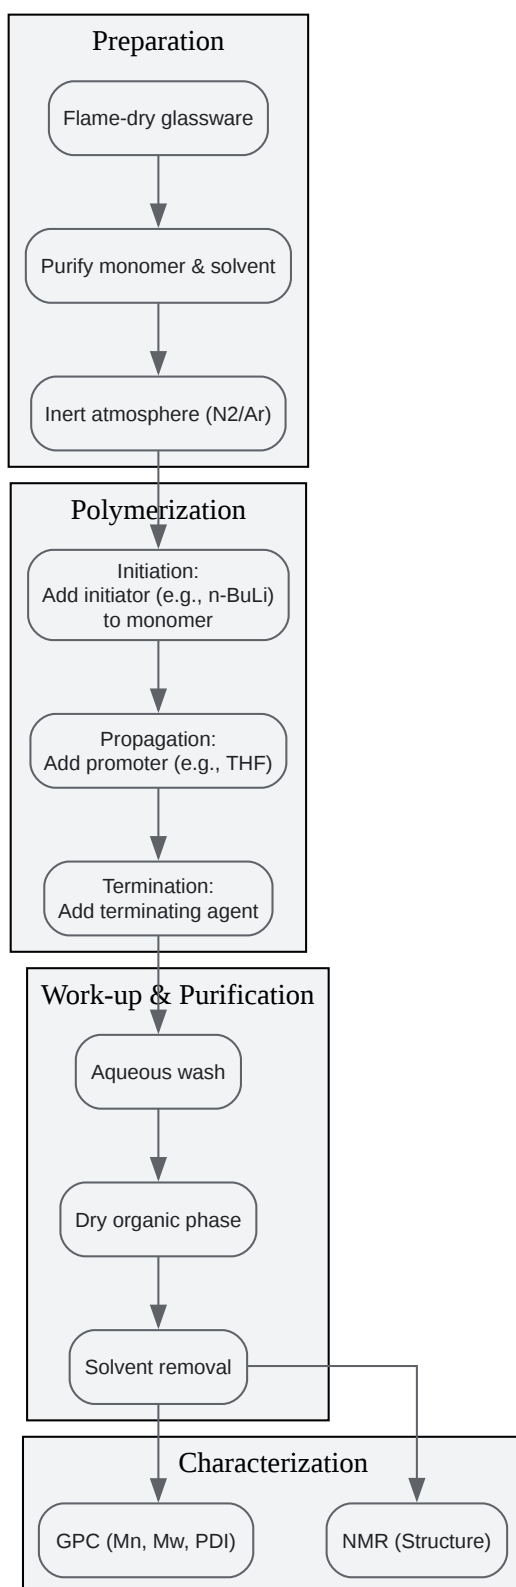 Preparation
Flame-dry glassware
Purify monomer & solvent
Inert atmosphere (N2/Ar)
Polymerization
Initiation:
Add initiator (e.g., n-BuLi)
to monomer
Propagation:
Add promoter (e.g., THF)
Termination:
Add terminating agent
Work-up & Purification
Aqueous wash
Dry organic phase
Solvent removal
Characterization
GPC (Mn, Mw, PDI)
NMR (Structure)